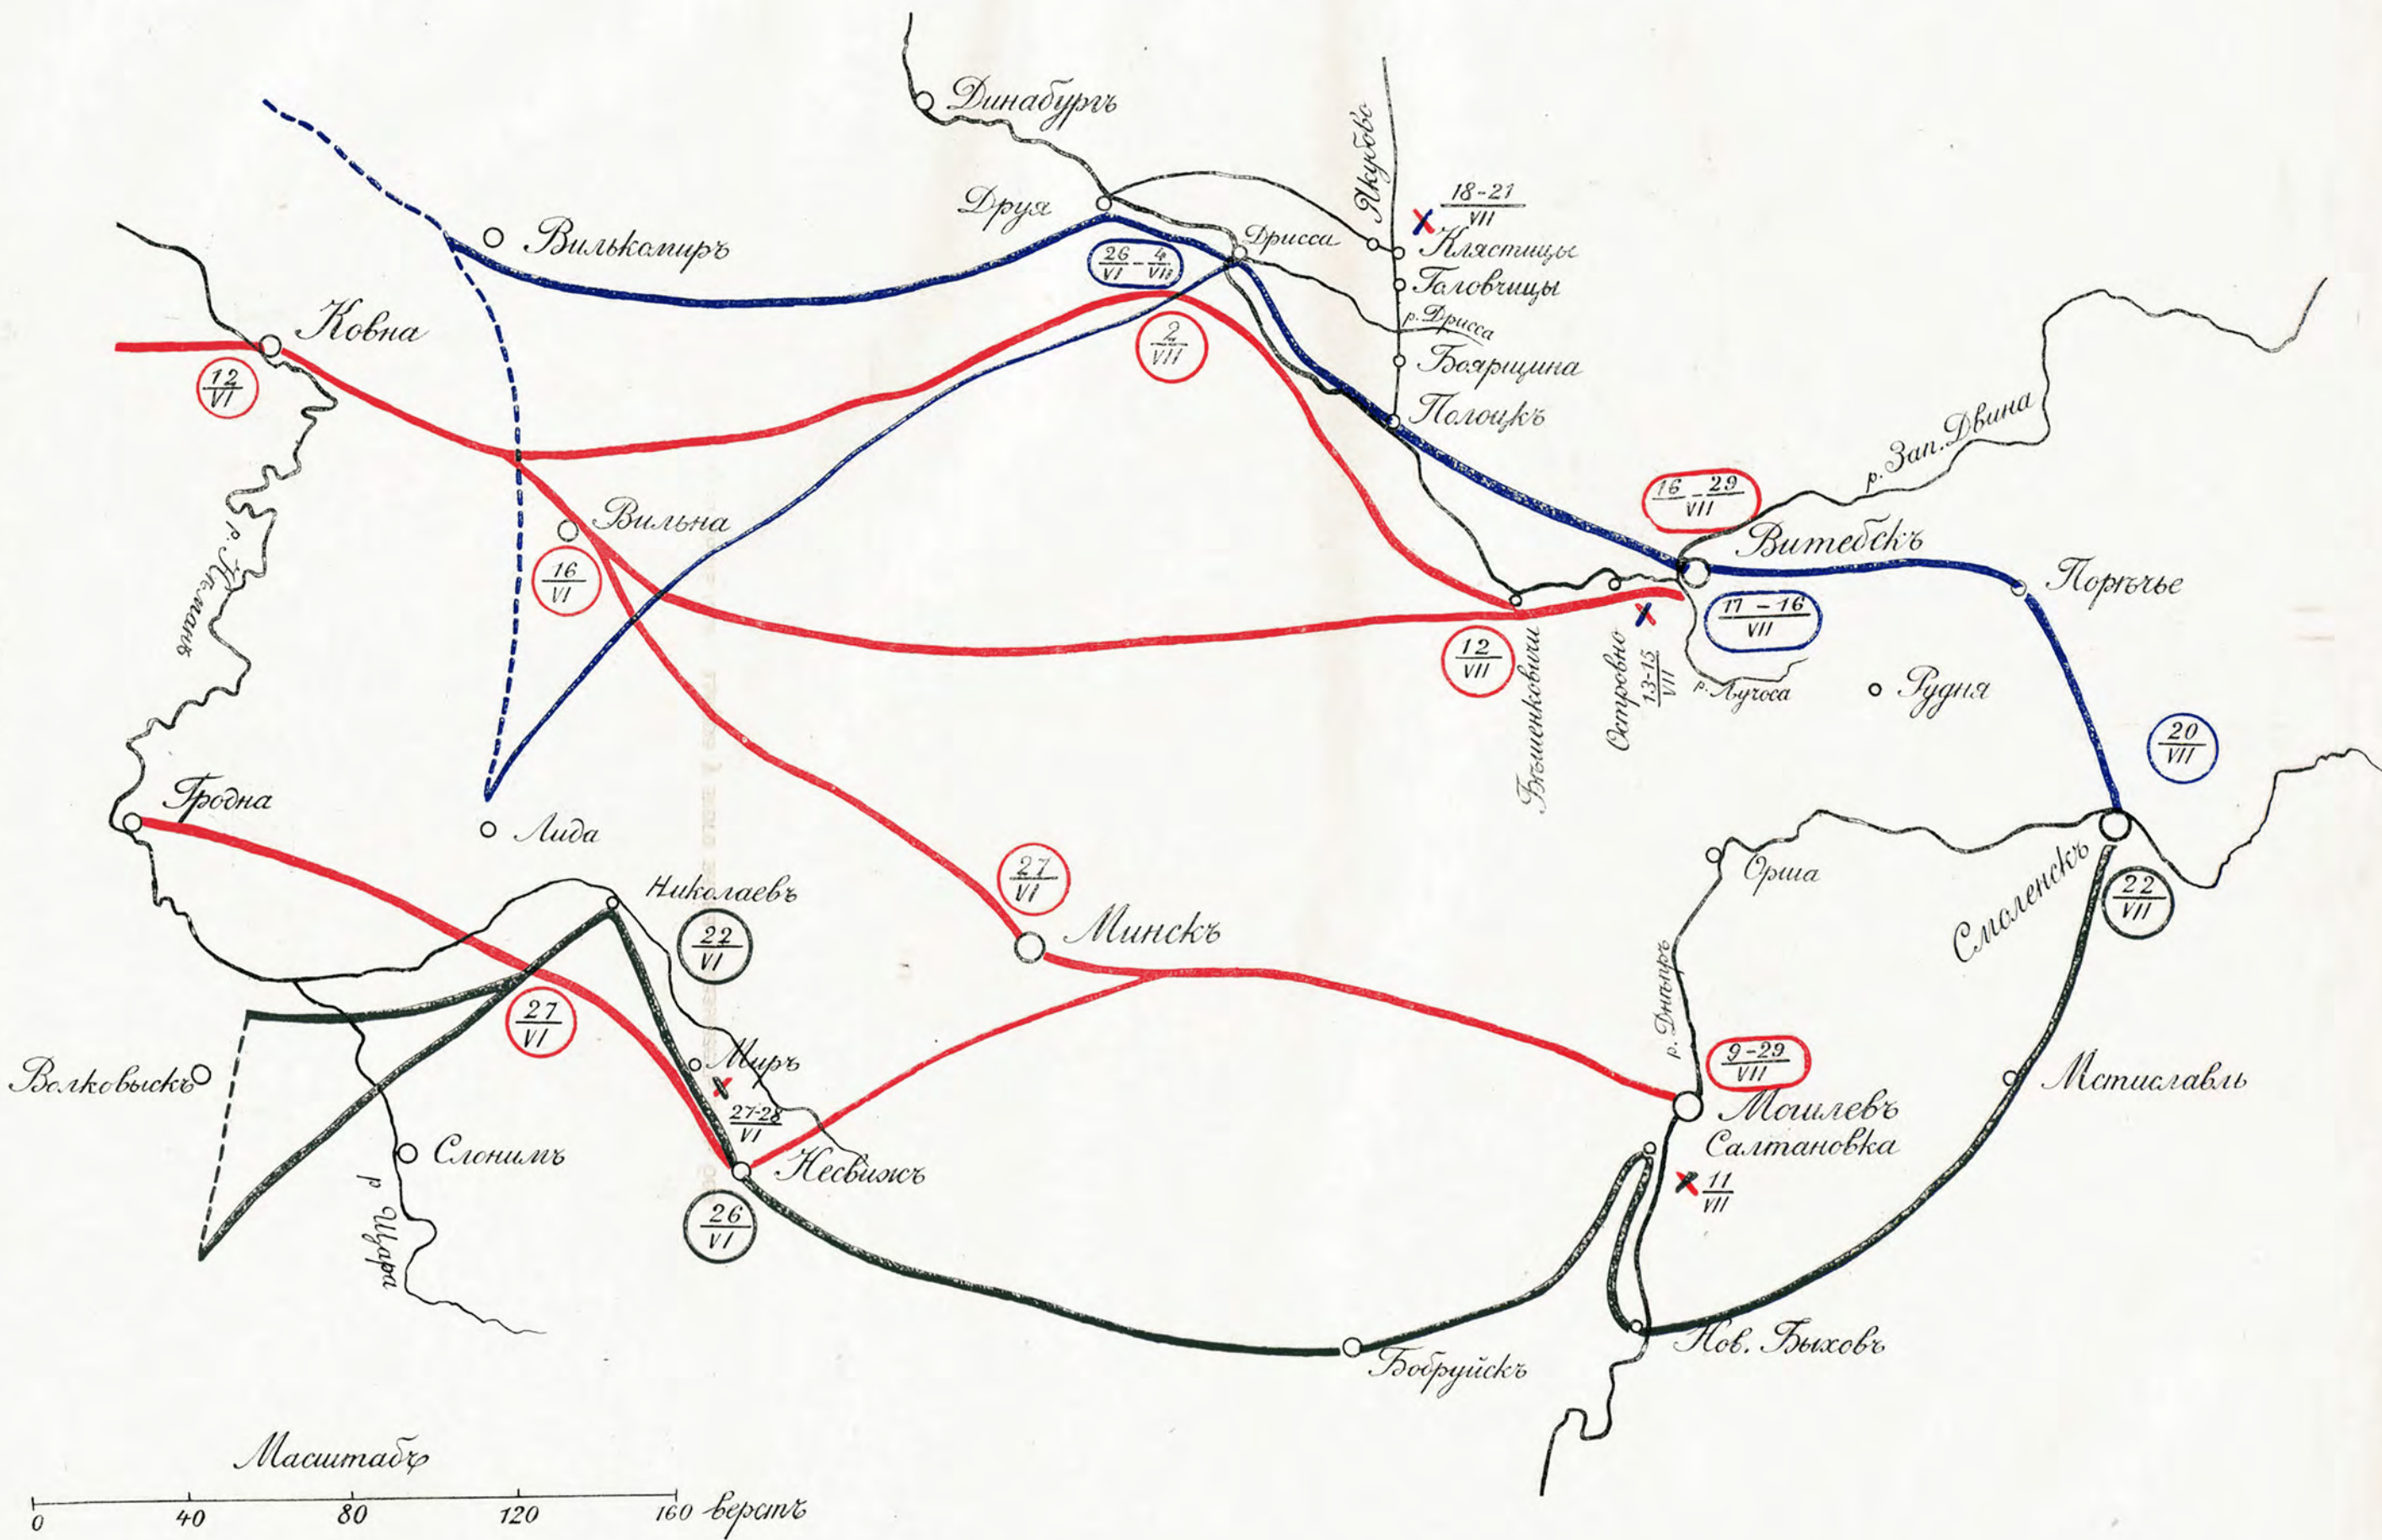 Динабургъ
Якубово
18-21
VII
Друя
Дрисса
Клястицы
Вилькомиръ
26 - 4
VI VII
Головчицы
р. Дрисса
Ковна
2
VII
Боярщина
12
VI
Полоцкъ
р. Зап. Двина
16 - 29
VII
Вильна
Витебскъ
р. Нѣманъ
16
VI
Порѣчье
17 - 16
VII
12
VII
Бѣшенковичи
Островно
13-15
VII
р. Лучоса
Рудня
20
VII
Гродна
Лида
27
VI
Орша
Смоленскъ
22
VII
Николаевъ
22
VI
Минскъ
р. Днѣпръ
27
VI
9-29
VII
Волковыскъ
Миръ
27-28
VI
Мстиславль
Могилевъ
Салтановка
11
VII
Слонимъ
Несвижъ
р Щара
26
VI
Нов. Быховъ
Бобруйскъ
Масштабъ
0 40 80 120 160 верстъ